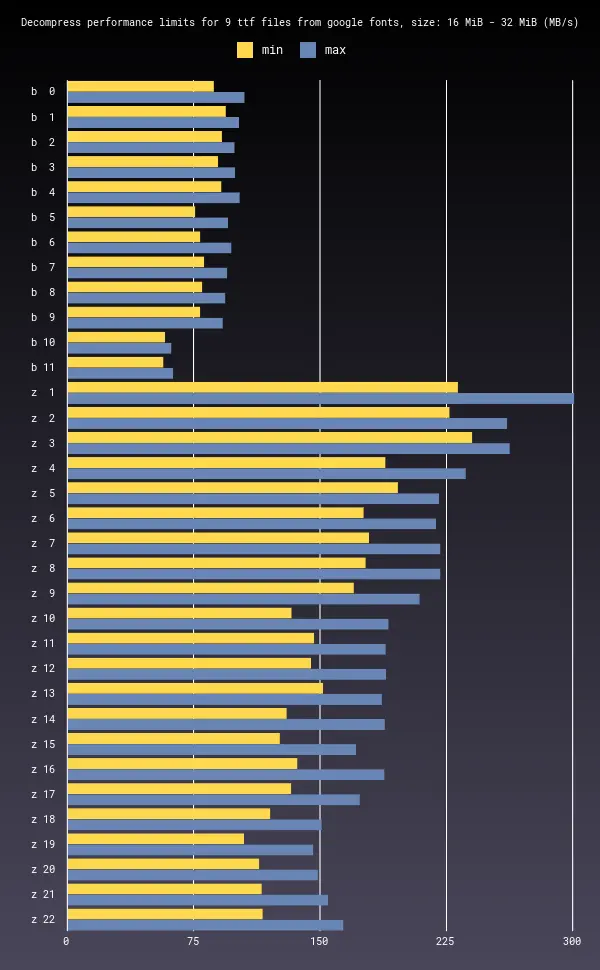 Decompress performance limits for 9 ttf files from google fonts, size: 16 MiB - 32 MiB (MB/s)
min max
b 0
b 1
b 2
b 3
b 4
b 5
b 6
b 7
b 8
b 9
b 10
b 11
z 1
z 2
z 3
z 4
z 5
z 6
z 7
z 8
z 9
z 10
z 11
z 12
z 13
z 14
z 15
z 16
z 17
z 18
z 19
z 20
z 21
z 22
0 75 150 225 300